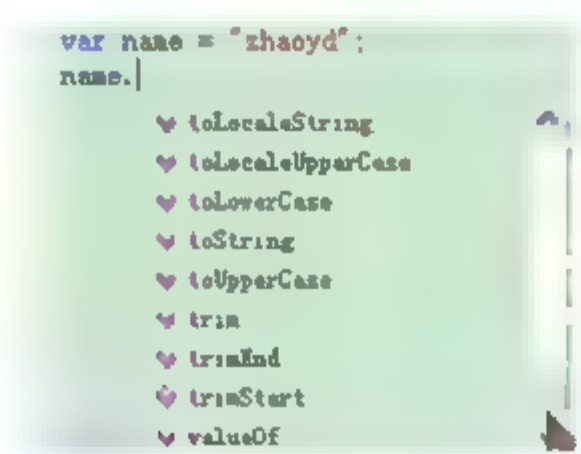 var name = "zhaoyd";
name.
toLocaleString
toLocaleUpperCase
toLowerCase
toString
toUpperCase
trim
trimEnd
trimStart
valueOf